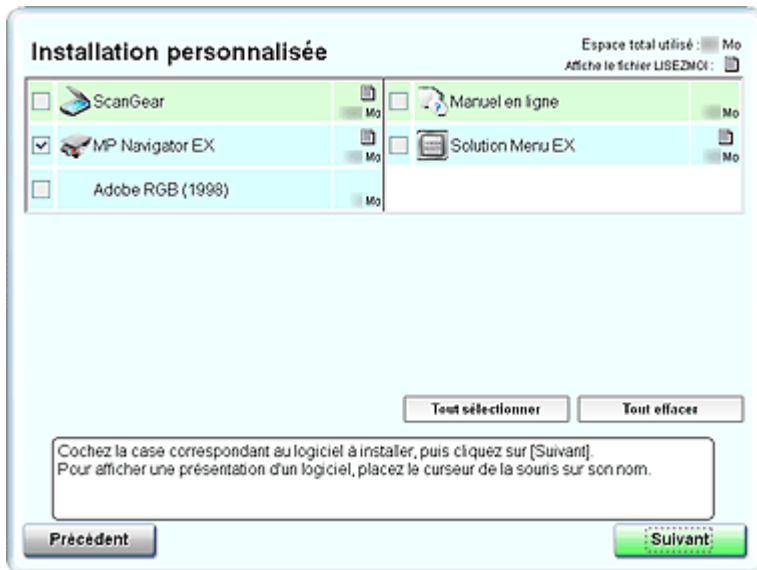 Installation personnalisée
Espace total utilisé : Mo
Affiche le fichier LISEZMOI :
ScanGear
Mo
Manuel en ligne
Mo
MP Navigator EX
Mo
Solution Menu EX
Mo
Adobe RGB (1998)
Mo
Tout sélectionner
Tout effacer
Cochez la case correspondant au logiciel à installer, puis cliquez sur [Suivant].
Pour afficher une présentation d'un logiciel, placez le curseur de la souris sur son nom.
Précédent
Suivant